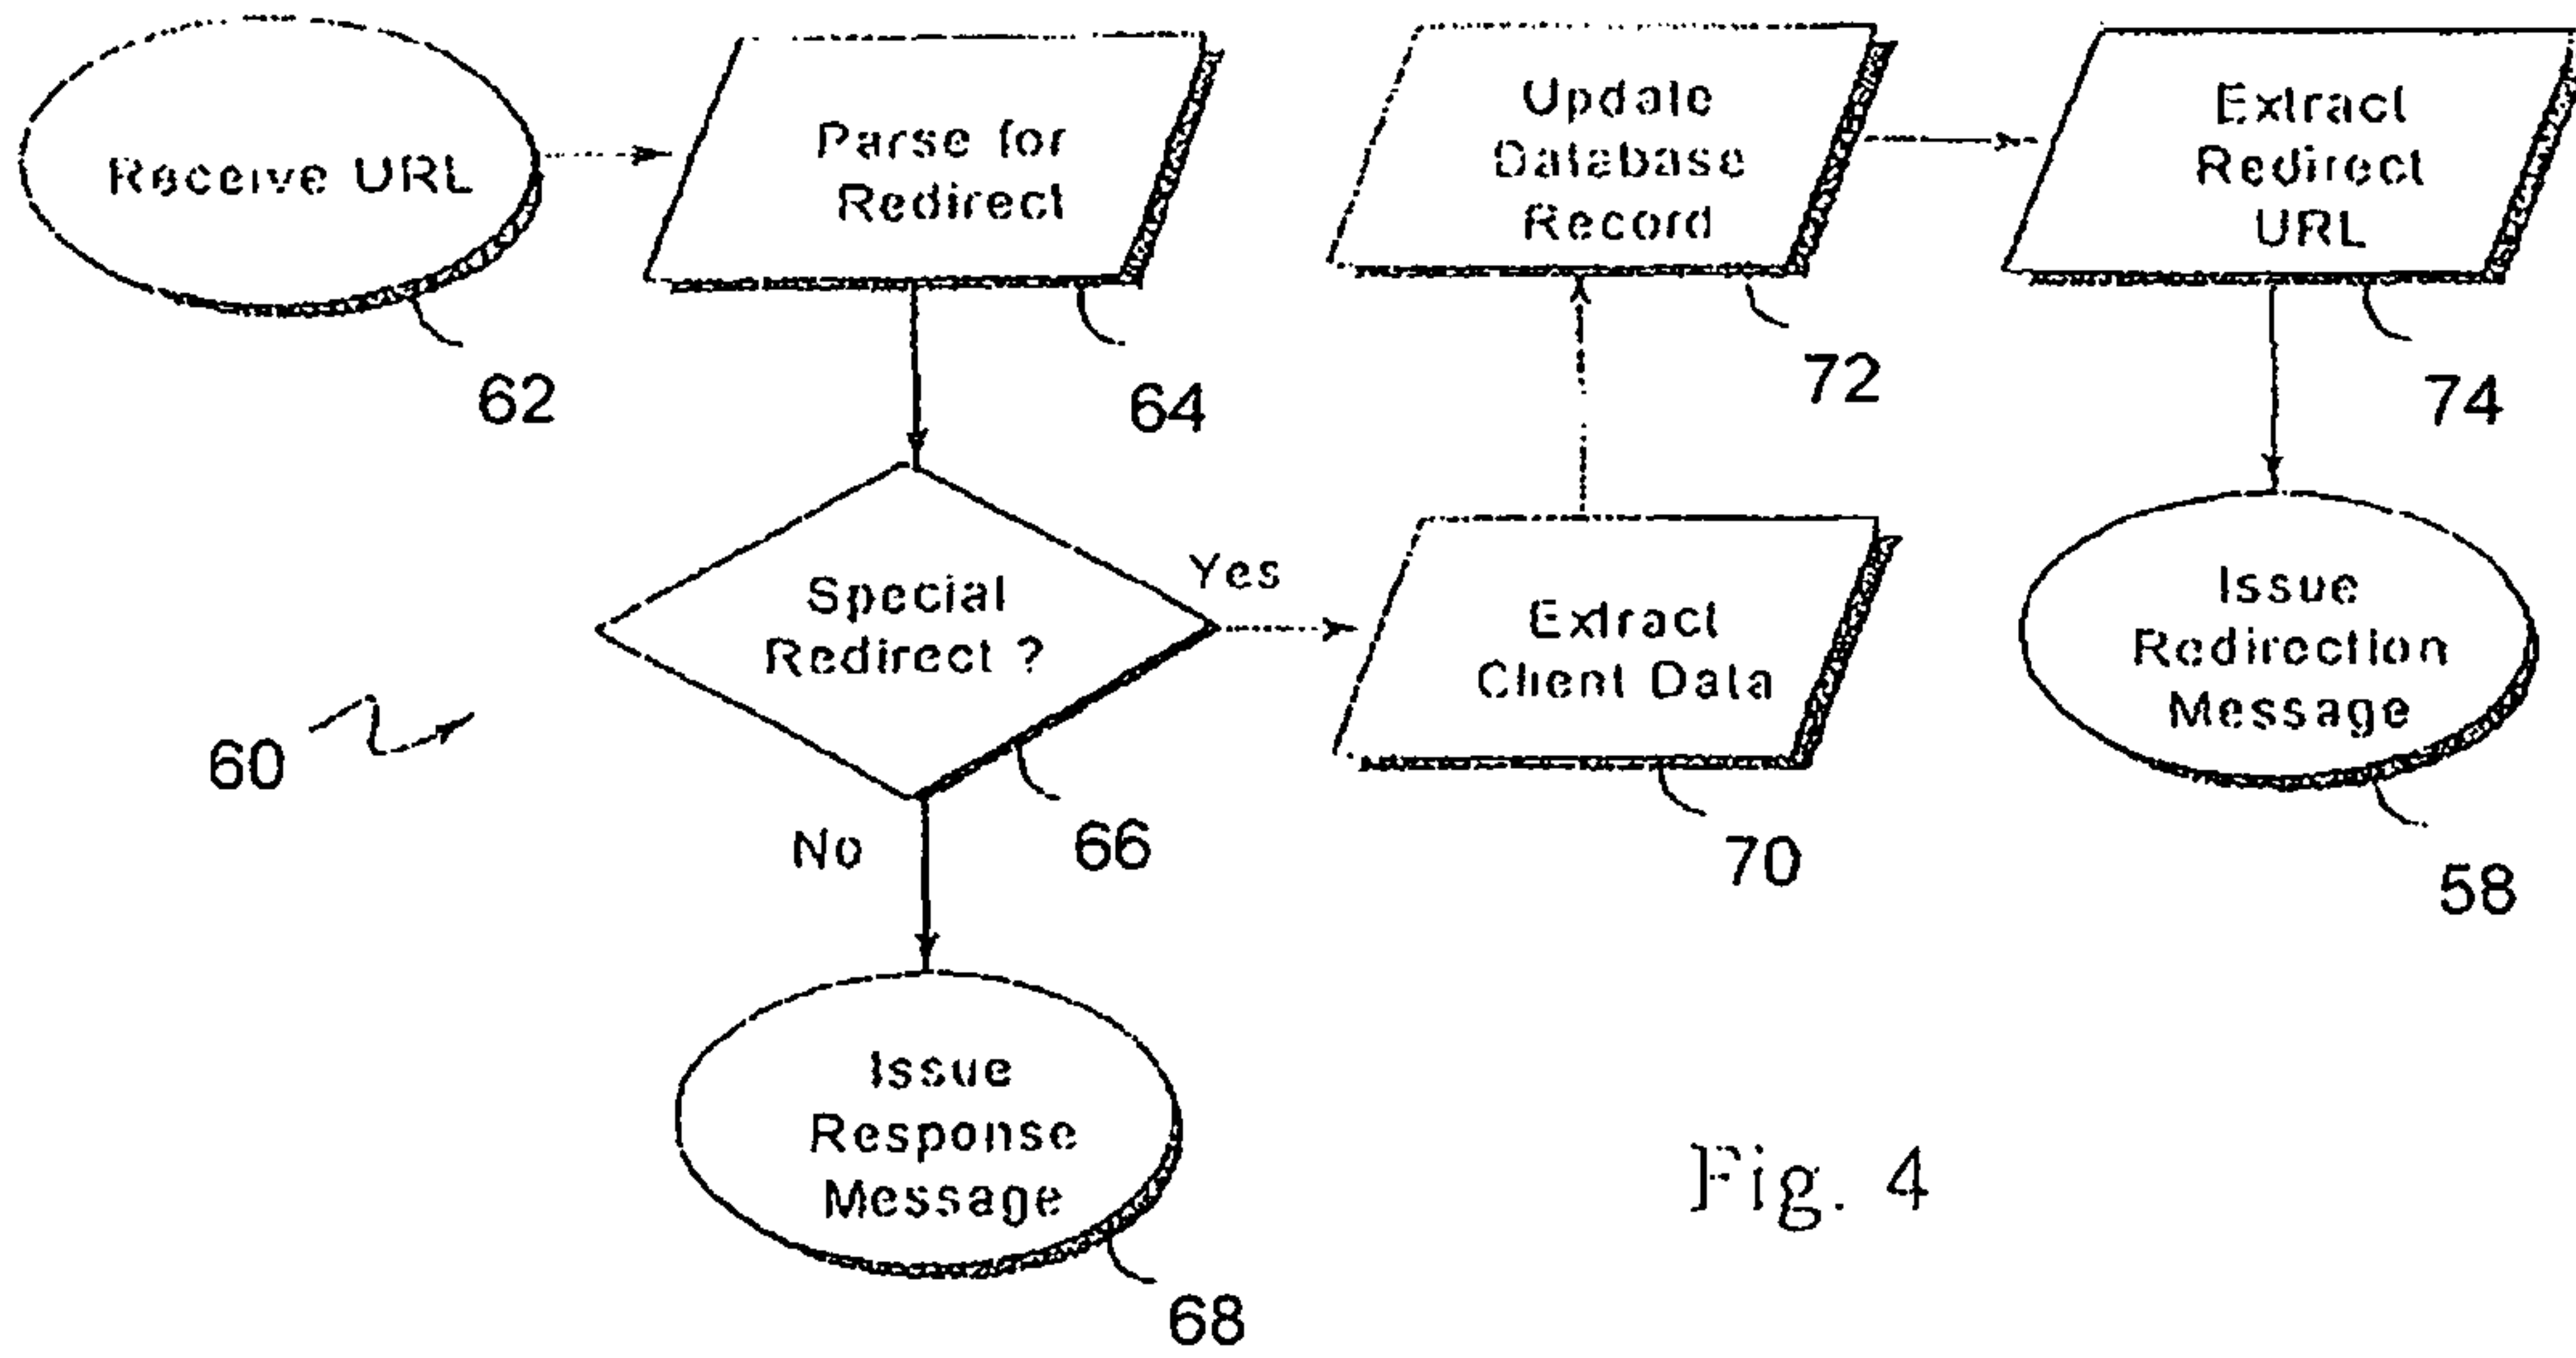 Receive URL
62
Parse for
Redirect
64
Special
Redirect ?
66
Yes
No
Issue
Response
Message
68
Extract
Client Data
70
Update
Database
Record
72
Extract
Redirect
URL
74
Issue
Redirection
Message
58
60
Fig. 4